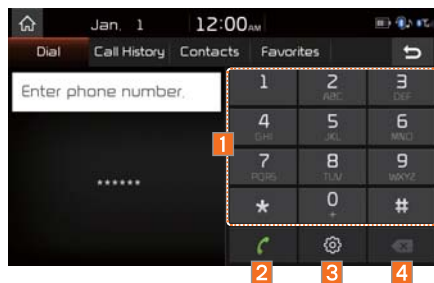 Jan. 1 12:00AM
Dial Call History Contacts Favorites
Enter phone number.
******
1 2 3
ABC DEF
4 5 6
GHI JKL MNO
7 8 9
PQRS TUV WXYZ
* 0 #
+
1
2 3 4